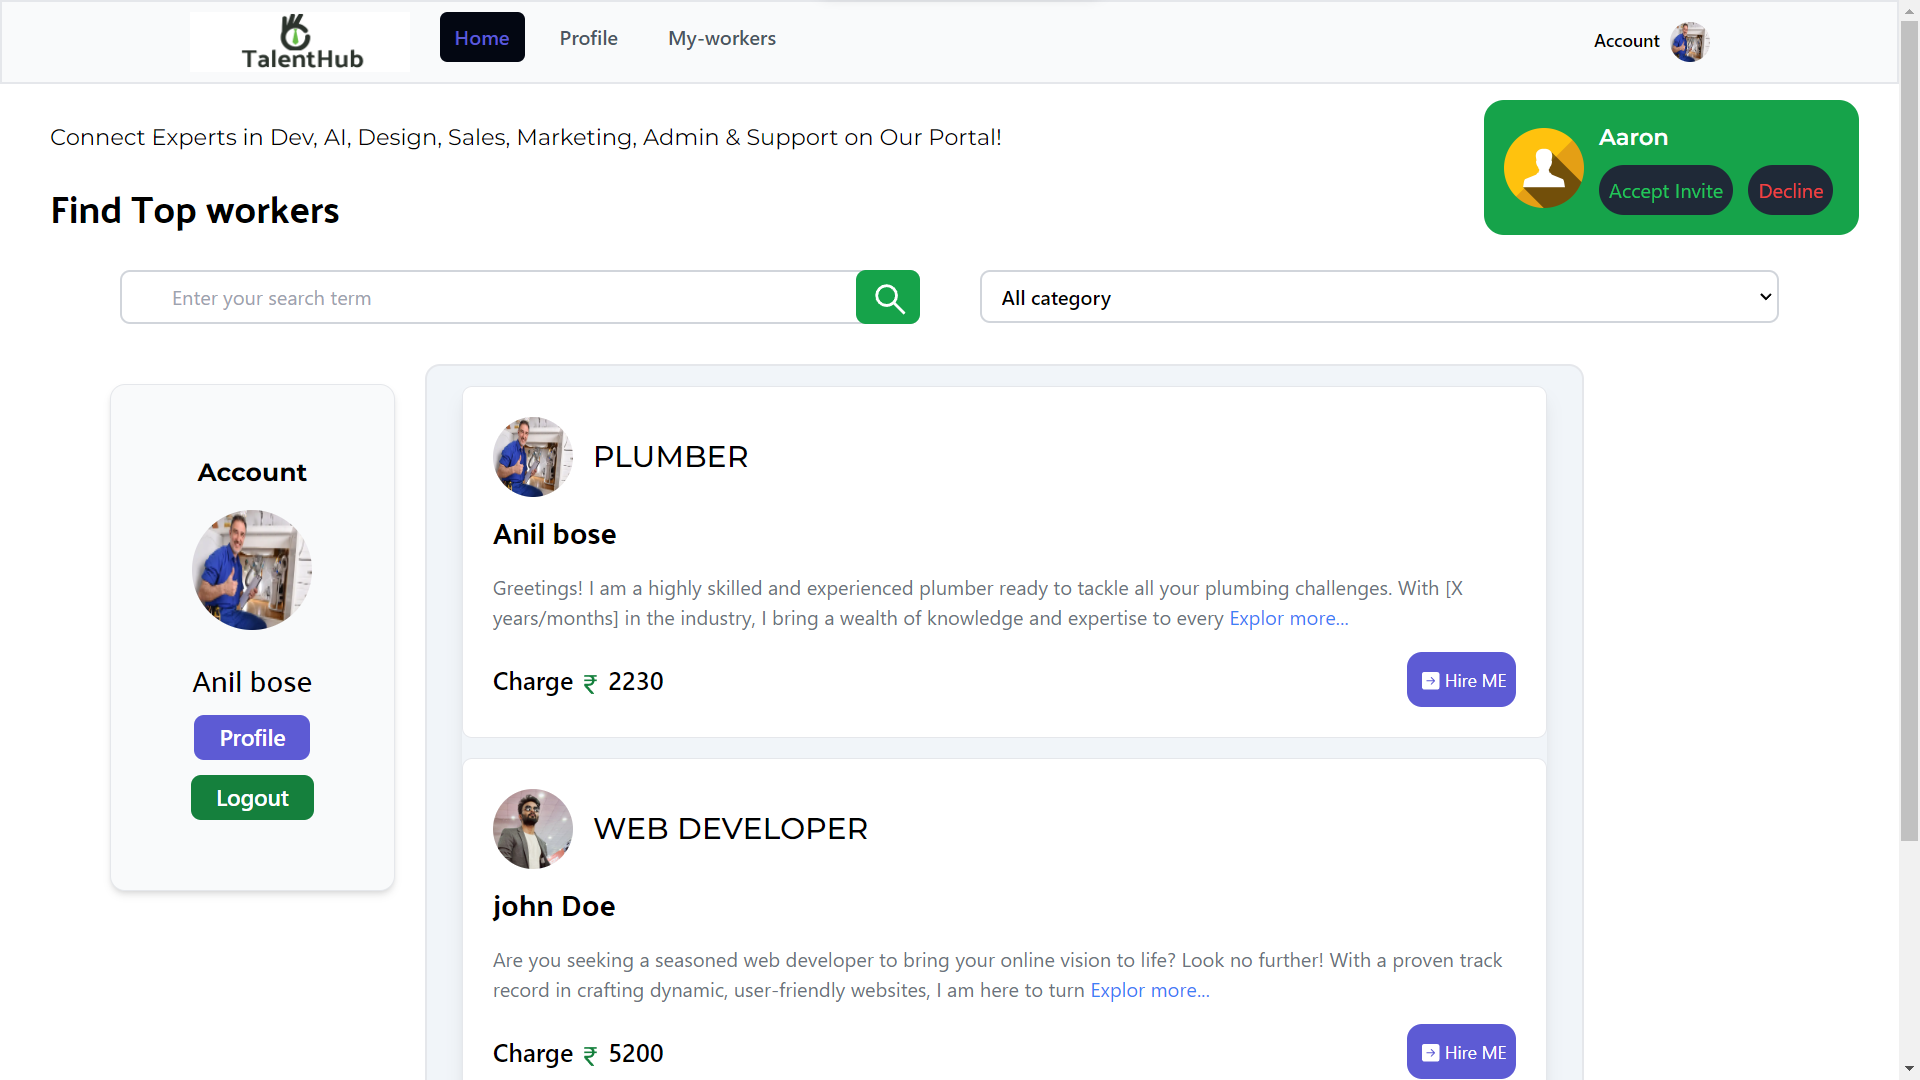 TalentHub
Home
Profile
My-workers
Account
Connect Experts in Dev, AI, Design, Sales, Marketing, Admin & Support on Our Portal!
Aaron
Accept Invite
Decline
Find Top workers
Enter your search term
All category
Account
Anil bose
Profile
Logout
PLUMBER
Anil bose
Greetings! I am a highly skilled and experienced plumber ready to tackle all your plumbing challenges. With [X
years/months] in the industry, I bring a wealth of knowledge and expertise to every Explor more...
Charge ₹ 2230
Hire ME
WEB DEVELOPER
john Doe
Are you seeking a seasoned web developer to bring your online vision to life? Look no further! With a proven track
record in crafting dynamic, user-friendly websites, I am here to turn Explor more...
Charge ₹ 5200
Hire ME